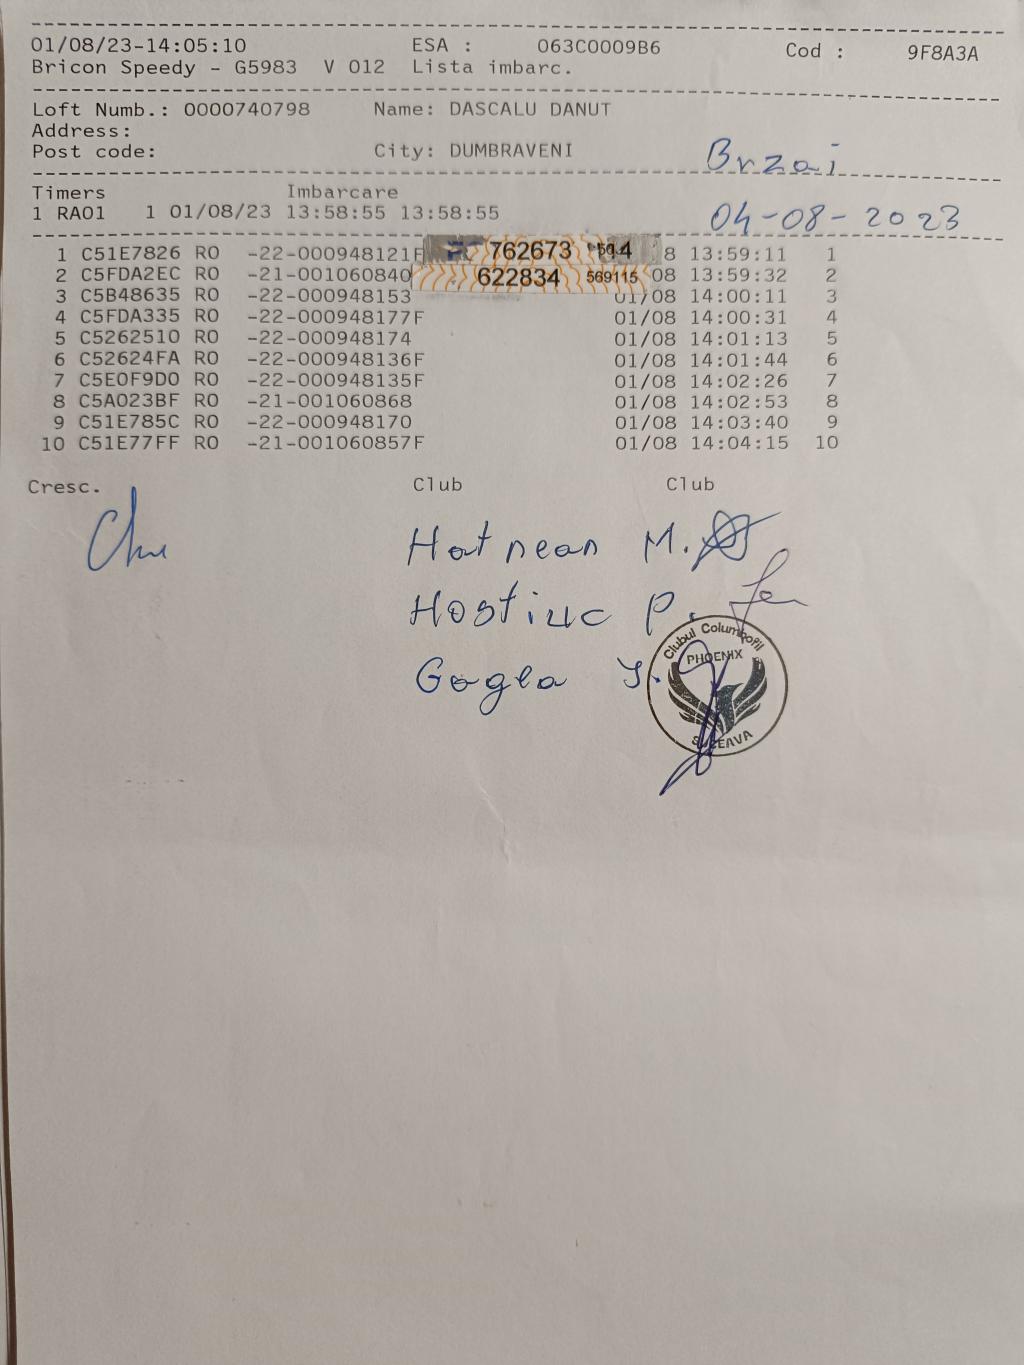 01/08/23-14:05:10 ESA : 063C0009B6 Cod : 9F8A3A
Bricon Speedy - G5983 V 012 Lista imbarc.
Loft Numb.: 0000740798 Name: DASCALU DANUT
Address:
Post code: City: DUMBRAVENI
Brzai
Timers Imbarcare
1 RA01 1 01/08/23 13:58:55 13:58:55
04-08-2023
1 C51E7826 RO -22-000948121F 762673 8 13:59:11 1
2 C5FDA2EC RO -21-001060840 622834 569115 08 13:59:32 2
3 C5B48635 RO -22-000948153 01/08 14:00:11 3
4 C5FDA335 RO -22-000948177F 01/08 14:00:31 4
5 C5262510 RO -22-000948174 01/08 14:01:13 5
6 C52624FA RO -22-000948136F 01/08 14:01:44 6
7 C5E0F9D0 RO -22-000948135F 01/08 14:02:26 7
8 C5A023BF RO -21-001060868 01/08 14:02:53 8
9 C51E785C RO -22-000948170 01/08 14:03:40 9
10 C51E77FF RO -21-001060857F 01/08 14:04:15 10
Cresc. Club Club
Hatnean M.
Hostiuc P.
Gogla I.
Clubul Columbofil
PHOENIX
SUCEAVA